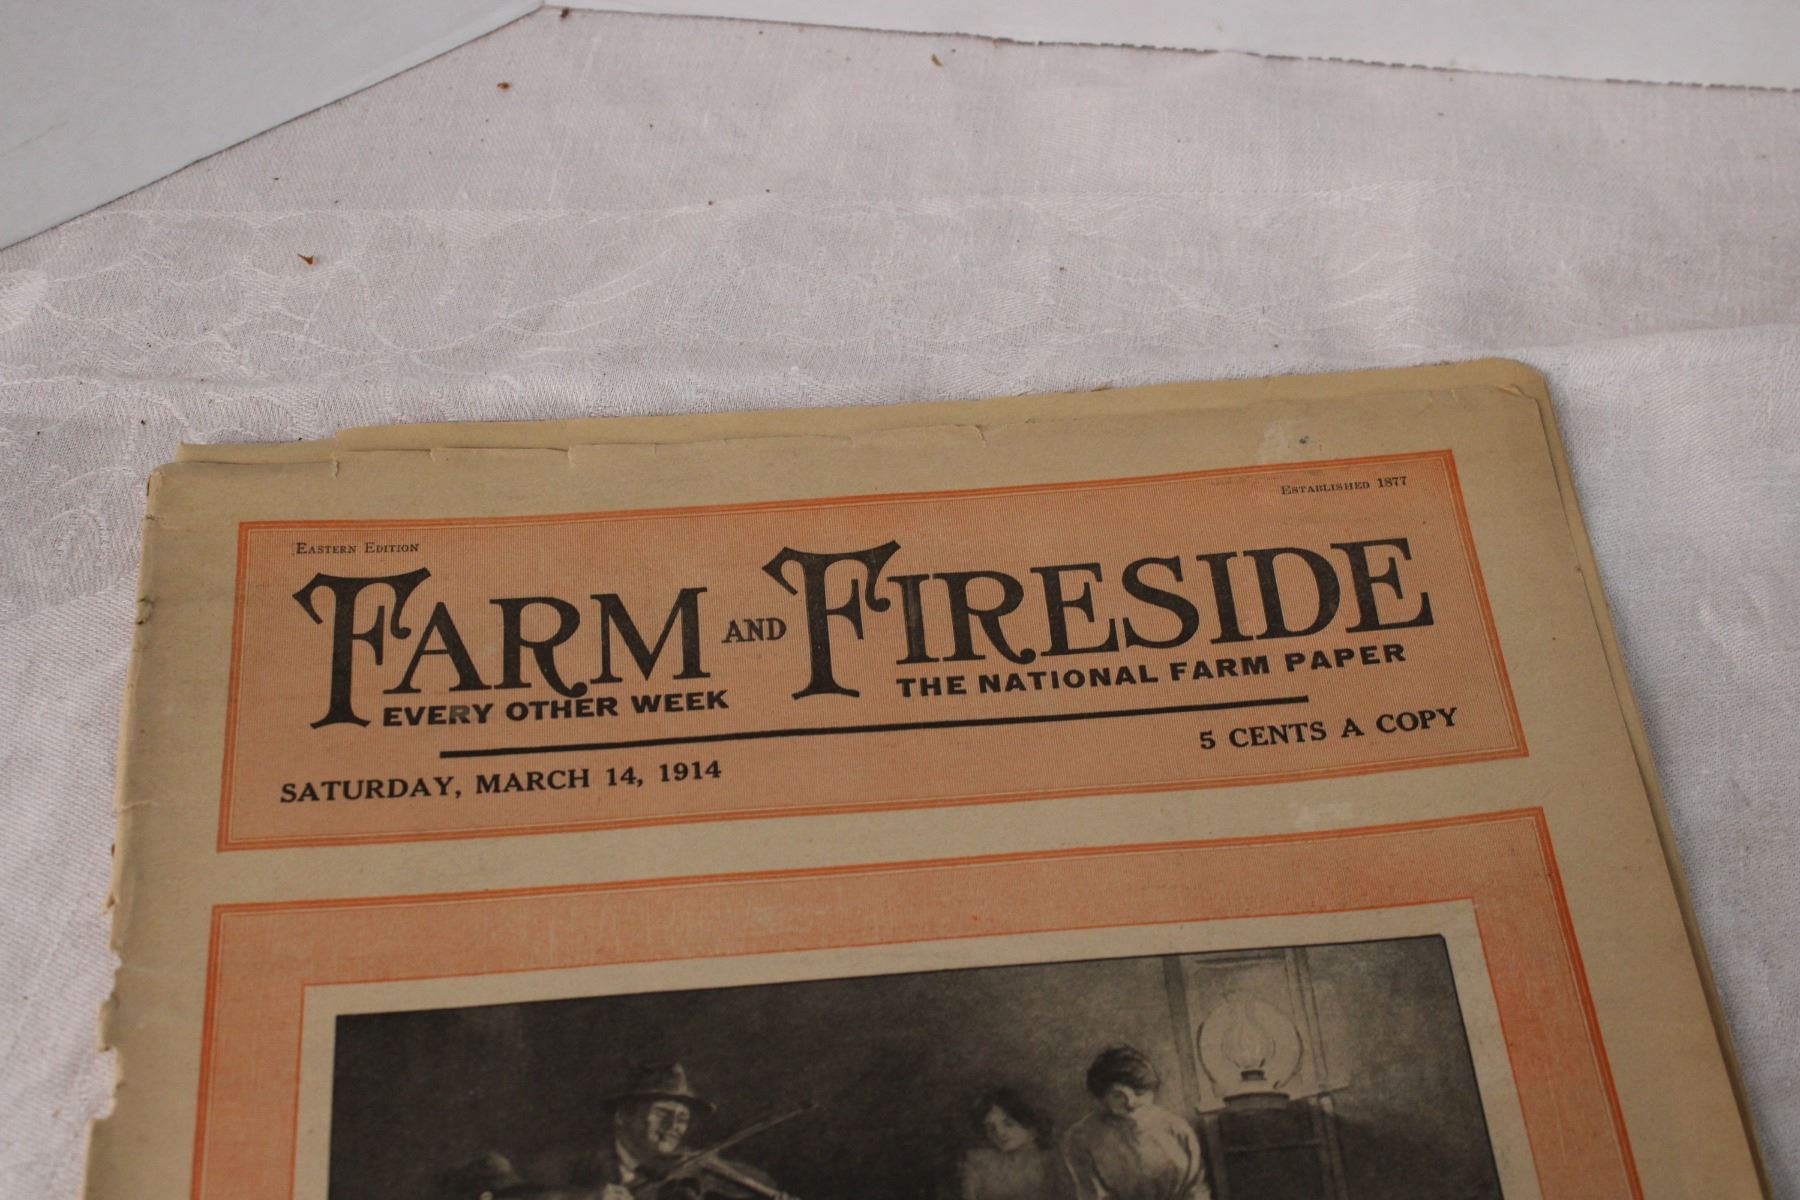 Eastern Edition
Established 1877
FARM AND FIRESIDE
EVERY OTHER WEEK
THE NATIONAL FARM PAPER
SATURDAY, MARCH 14, 1914
5 CENTS A COPY